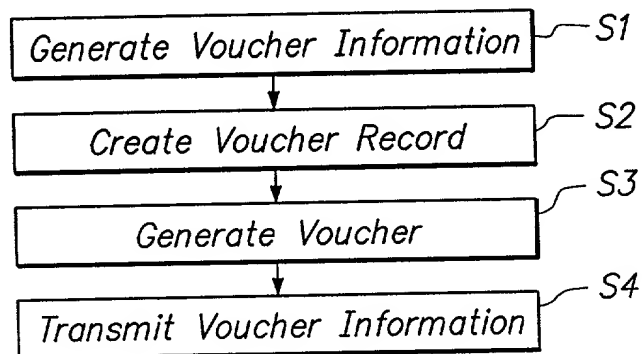 Generate Voucher Information S1
Create Voucher Record S2
Generate Voucher S3
Transmit Voucher Information S4